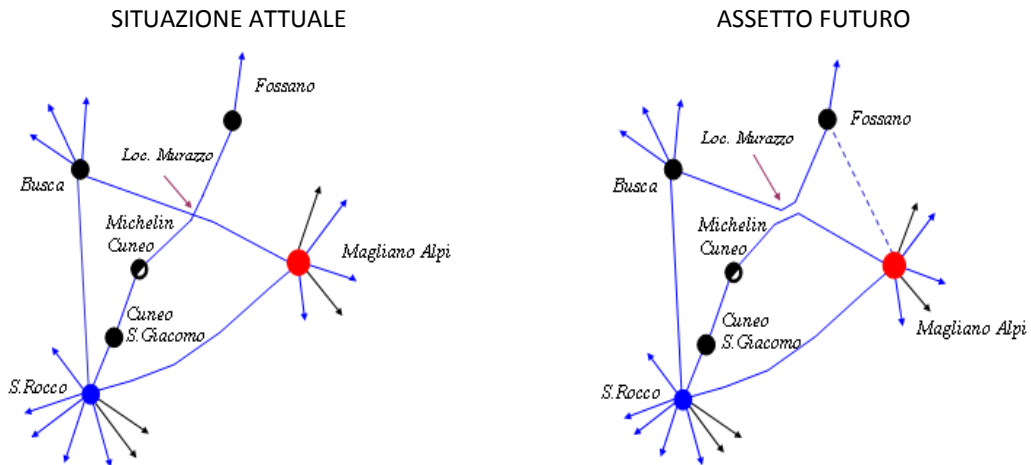 SITUAZIONE ATTUALE
Fossano
Loc. Murazzo
Busca
Michelin
Cuneo
Magliano Alpi
Cuneo
S.Giacomo
S.Rocco
ASSETTO FUTURO
Fossano
Loc. Murazzo
Busca
Michelin
Cuneo
Cuneo
S.Giacomo
Magliano Alpi
S.Rocco